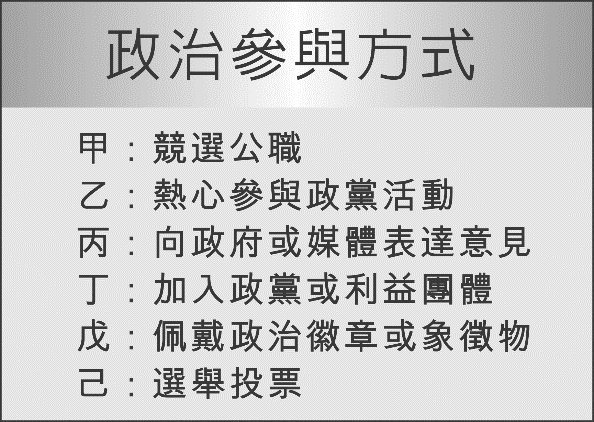 政治參與方式
甲：競選公職
乙：熱心參與政黨活動
丙：向政府或媒體表達意見
丁：加入政黨或利益團體
戊：佩戴政治徽章或象徵物
己：選舉投票